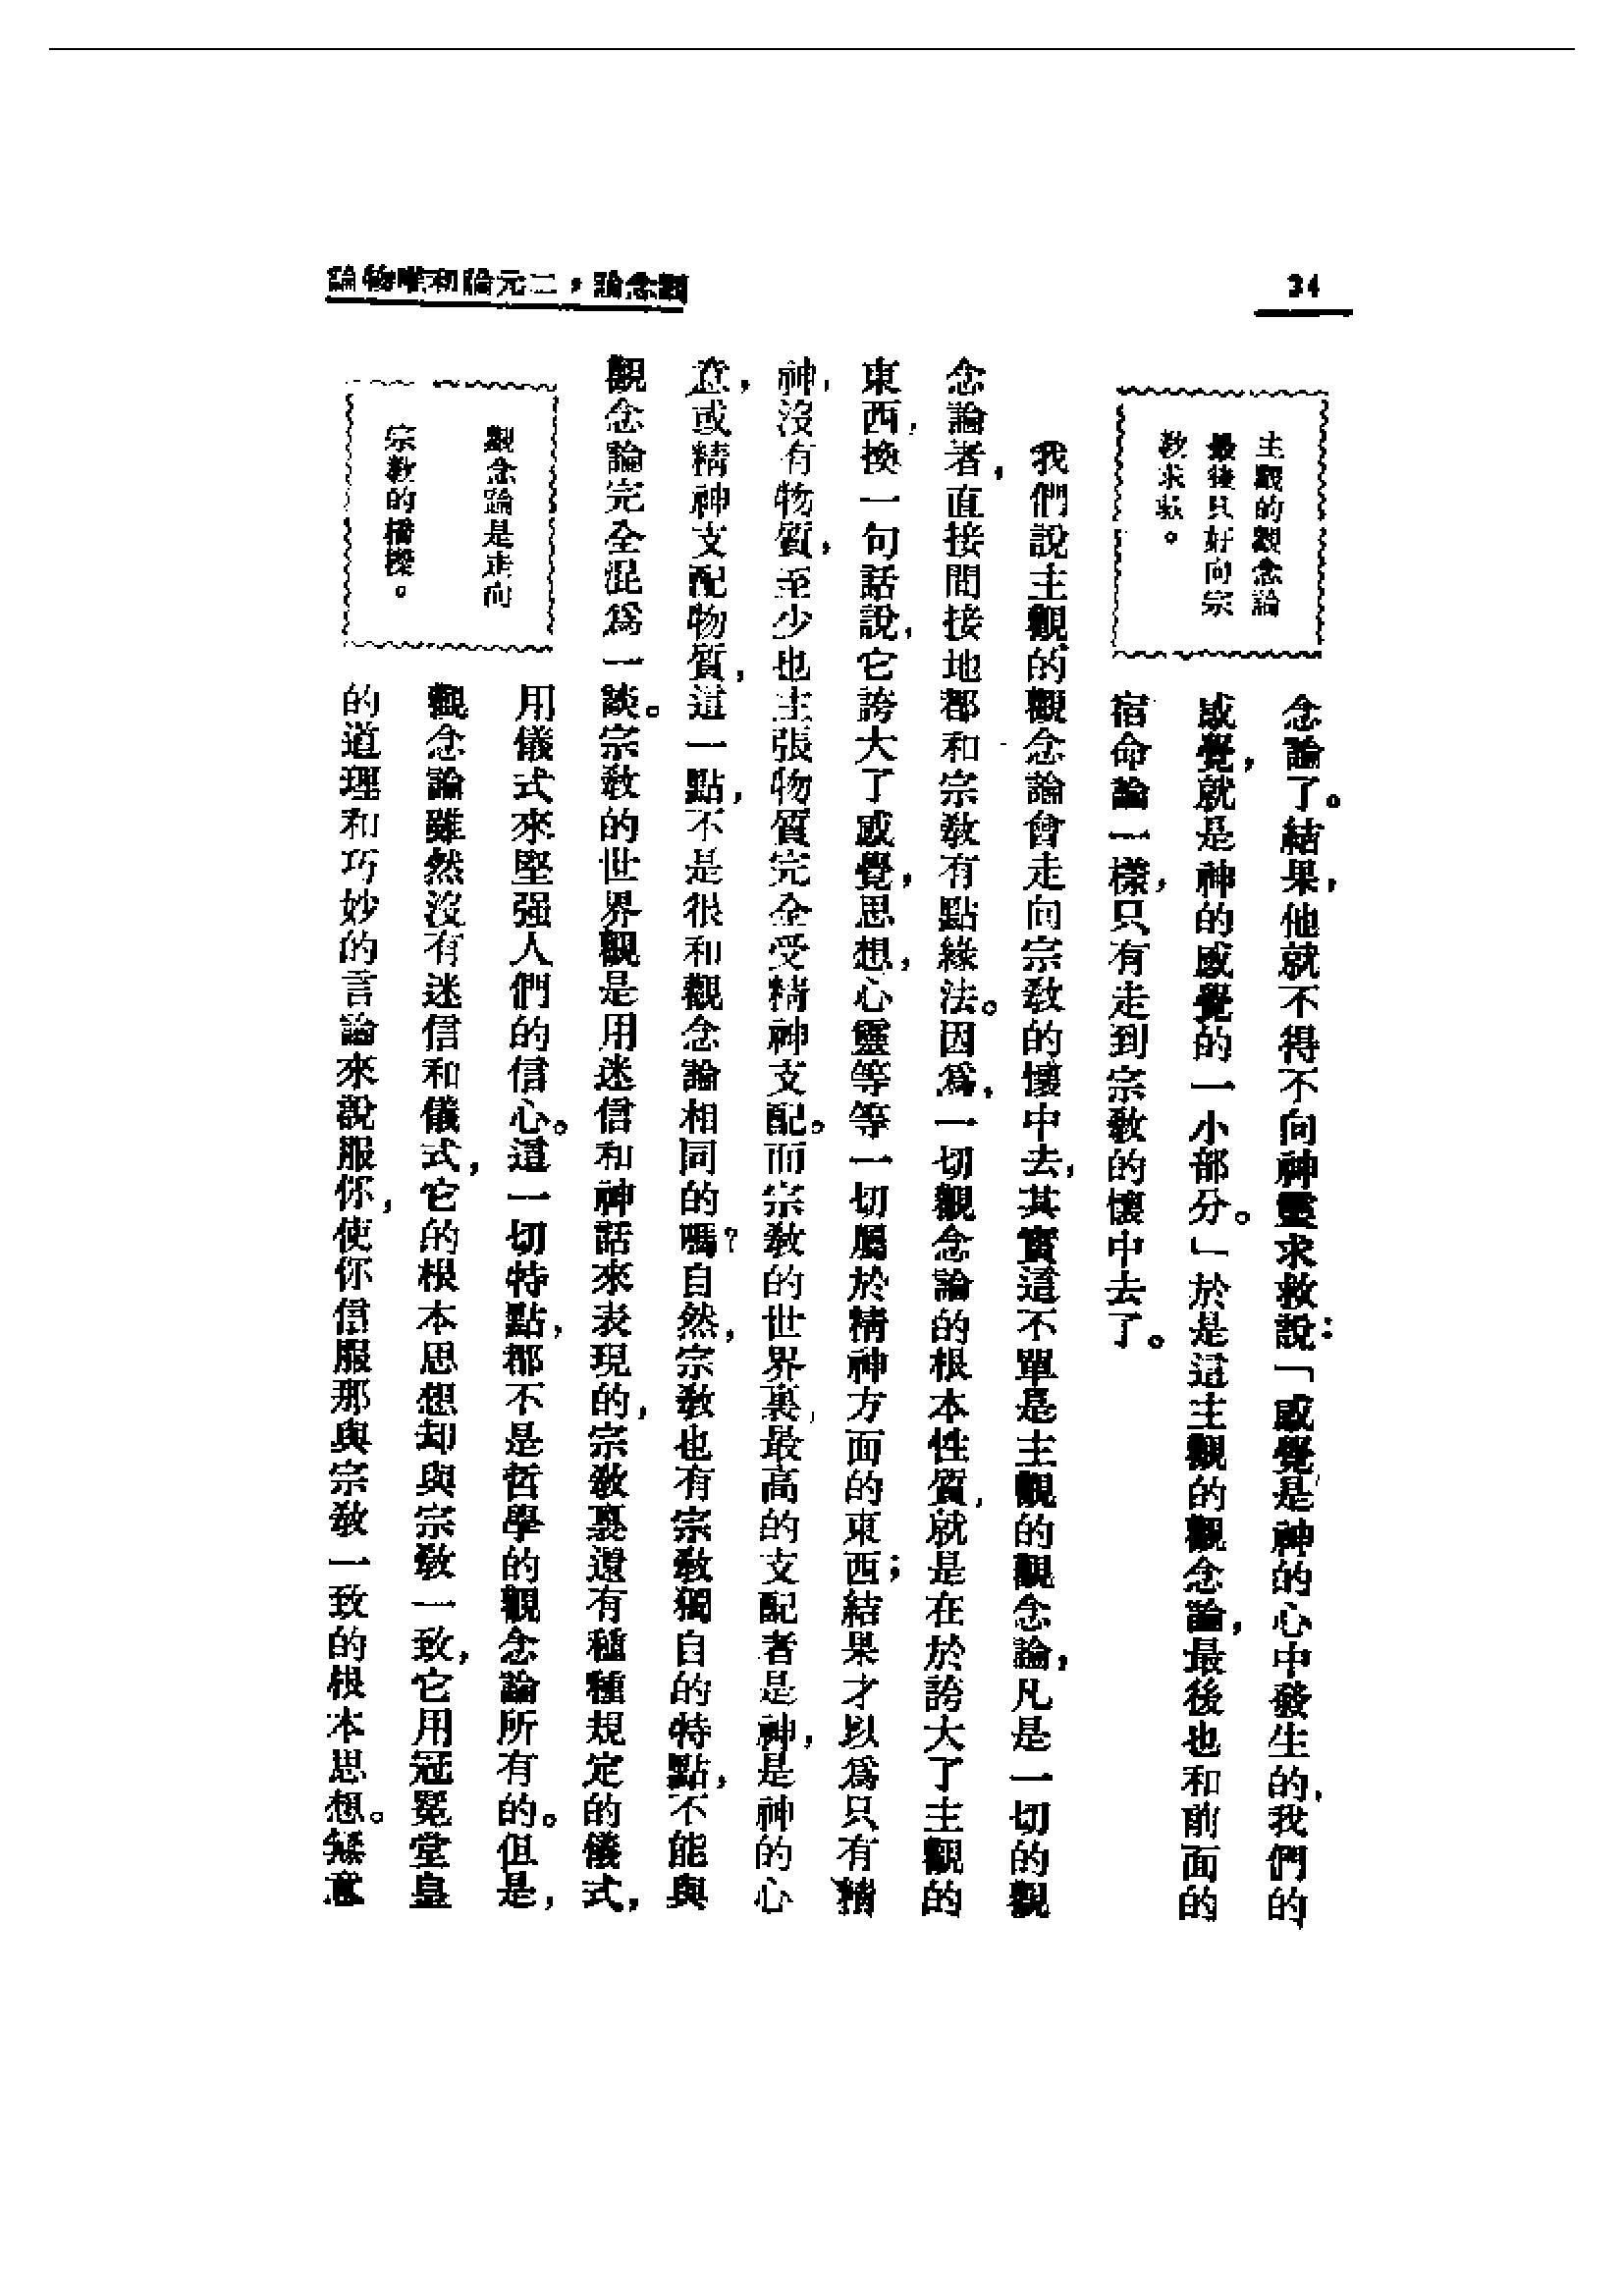 34
觀念論，二元論和唯物論
主觀的觀念論
最後只好向宗
教求救。
念論了。結果，他就不得不向神靈求救說：「感覺是神的心中發生的，我們的
感覺，就是神的感覺的一小部分。」於是這主觀的觀念論，最後也和前面的
宿命論一樣，只有走到宗教的懷中去了。
我們說主觀的觀念論會走向宗教的懷中去，其實這不單是主觀的觀念論，凡是一切的觀
念論者，直接間接地都和宗教有點緣法。因爲，一切觀念論的根本性質，就是在於誇大了主觀的
東西，換一句話說，它誇大了感覺，思想，心靈等等一切屬於精神方面的東西；結果才以爲只有精
神，沒有物質，至少也主張物質完全受精神支配。而宗教的世界裏，最高的支配者是神，是神的心
意，或精神支配物質，這一點，不是很和觀念論相同的嗎？自然，宗教也有宗教獨自的特點，不能與
觀念論完全混爲一談。宗教的世界觀是用迷信和神話來表現的，宗教裏還有種種規定的儀式，
觀念論是走向
宗教的橋樑。
用儀式來堅强人們的信心。這一切特點，都不是哲學的觀念論所有的。但是，
觀念論雖然沒有迷信和儀式，它的根本思想却與宗教一致，它用冠冕堂皇
的道理和巧妙的言論來說服你，使你信服那與宗教一致的根本思想。無意